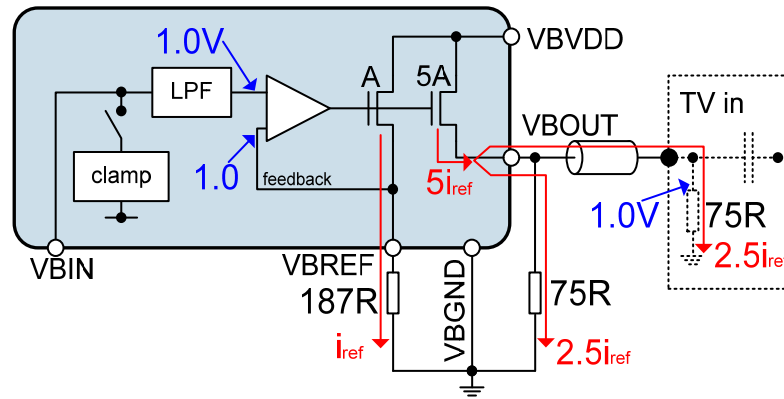 1.0V
A
5A
VBVDD
LPF
TV in
VBOUT
clamp
1.0
feedback
5iref
1.0V
75R
2.5iref
VBIN
VBREF
187R
VBGND
75R
iref
2.5iref